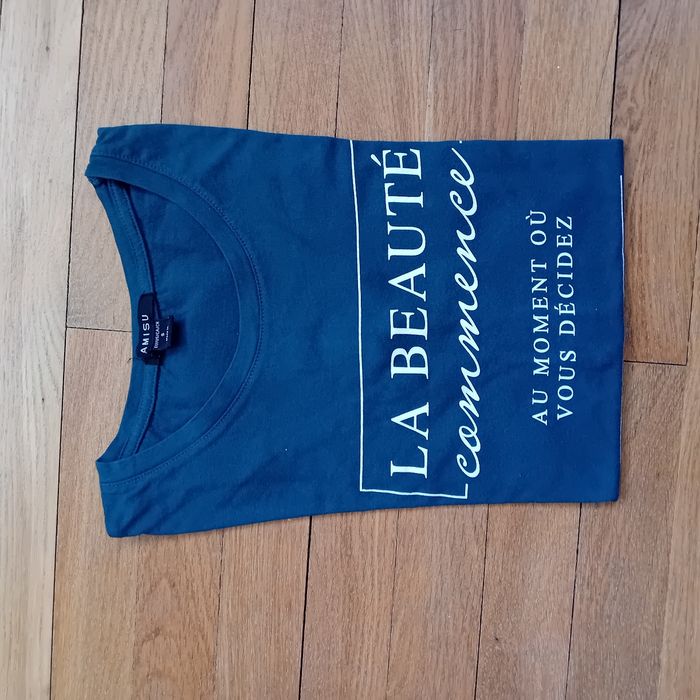 AMISU
S
LA BEAUTÉ
commence
AU MOMENT OÙ
VOUS DÉCIDEZ